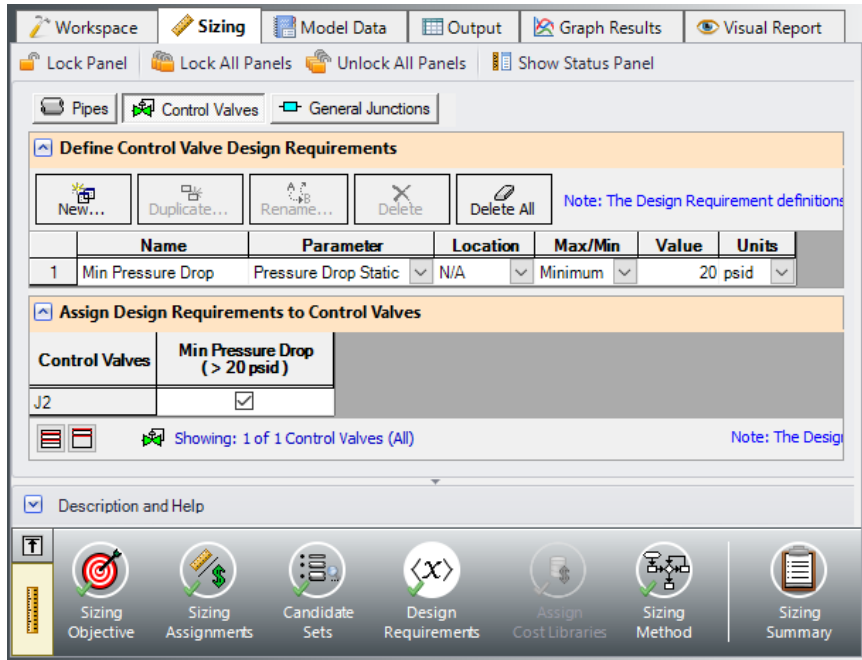 Workspace Sizing Model Data Output Graph Results Visual Report
Lock Panel Lock All Panels Unlock All Panels Show Status Panel
Pipes Control Valves General Junctions
Define Control Valve Design Requirements
New... Duplicate... Rename... Delete Delete All Note: The Design Requirement definitions
Name Parameter Location Max/Min Value Units
1 Min Pressure Drop Pressure Drop Static N/A Minimum 20 psid
Assign Design Requirements to Control Valves
Control Valves Min Pressure Drop
( > 20 psid )
J2
Showing: 1 of 1 Control Valves (All) Note: The Desig
Description and Help
Sizing Sizing Candidate Design Assign Sizing Sizing
Objective Assignments Sets Requirements Cost Libraries Method Summary